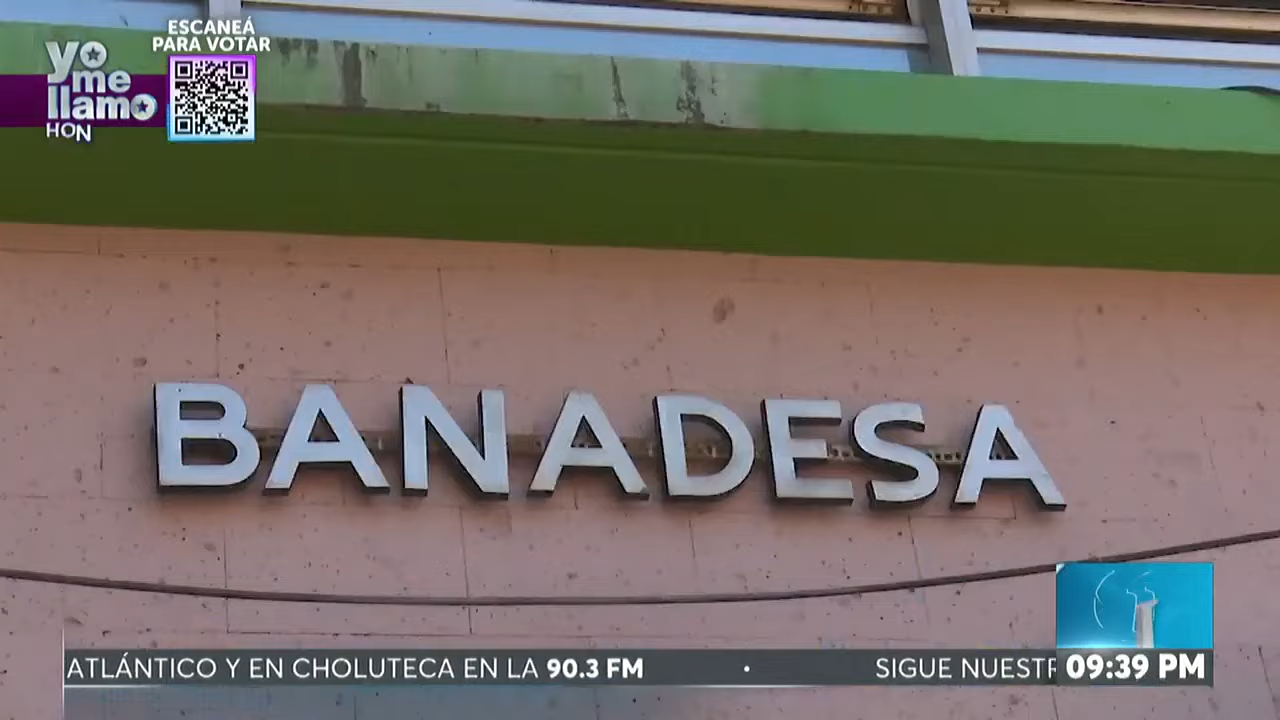 yo
me
llamo
HON
ESCANEÁ
PARA VOTAR
BANADESA
ATLÁNTICO Y EN CHOLUTECA EN LA 90.3 FM • SIGUE NUESTR
09:39 PM